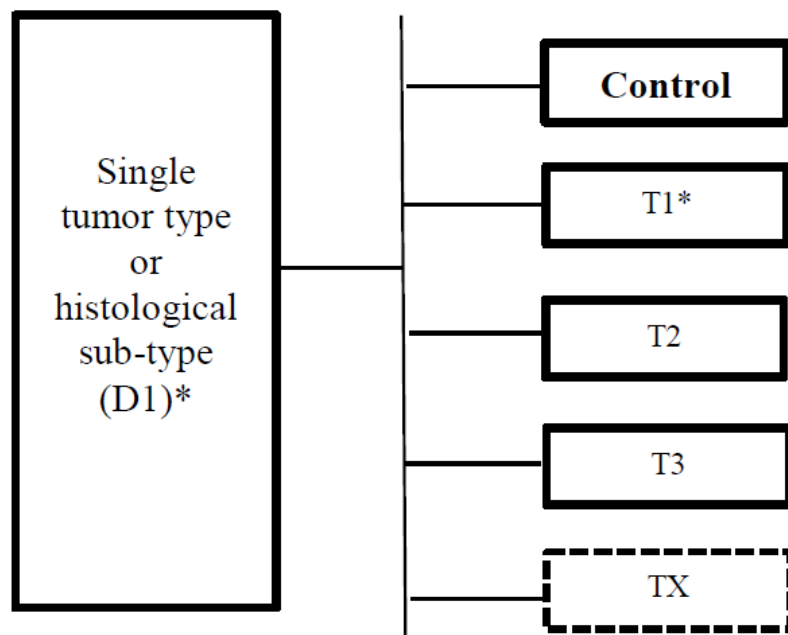 Single
tumor type
or
histological
sub-type
(D1)*
Control
T1*
T2
T3
TX